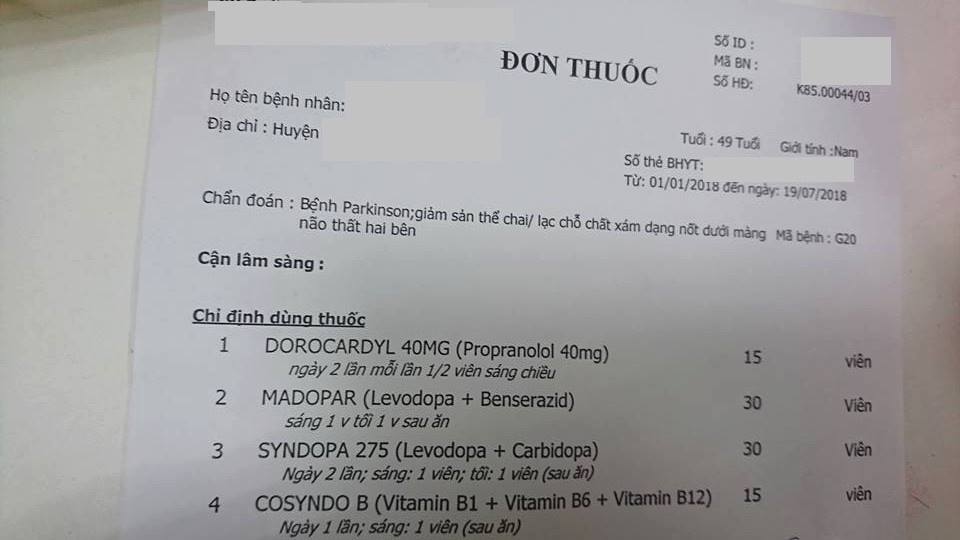 ĐƠN THUỐC
Số ID :
Mã BN :
Số HĐ: K85.00044/03
Họ tên bệnh nhân:
Địa chỉ : Huyện
Tuổi : 49 Tuổi Giới tính :Nam
Số thẻ BHYT:
Từ: 01/01/2018 đến ngày: 19/07/2018
Chẩn đoán : Bệnh Parkinson;giảm sản thể chai/ lạc chỗ chất xám dạng nốt dưới màng Mã bệnh : G20
não thất hai bên
Cận lâm sàng :
Chỉ định dùng thuốc
1 DOROCARDYL 40MG (Propranolol 40mg) 15 viên
ngày 2 lần mỗi lần 1/2 viên sáng chiều
2 MADOPAR (Levodopa + Benserazid) 30 Viên
sáng 1 v tối 1 v sau ăn
3 SYNDOPA 275 (Levodopa + Carbidopa) 30 Viên
Ngày 2 lần; sáng: 1 viên; tối: 1 viên (sau ăn)
4 COSYNDO B (Vitamin B1 + Vitamin B6 + Vitamin B12) 15 viên
Ngày 1 lần; sáng: 1 viên (sau ăn)